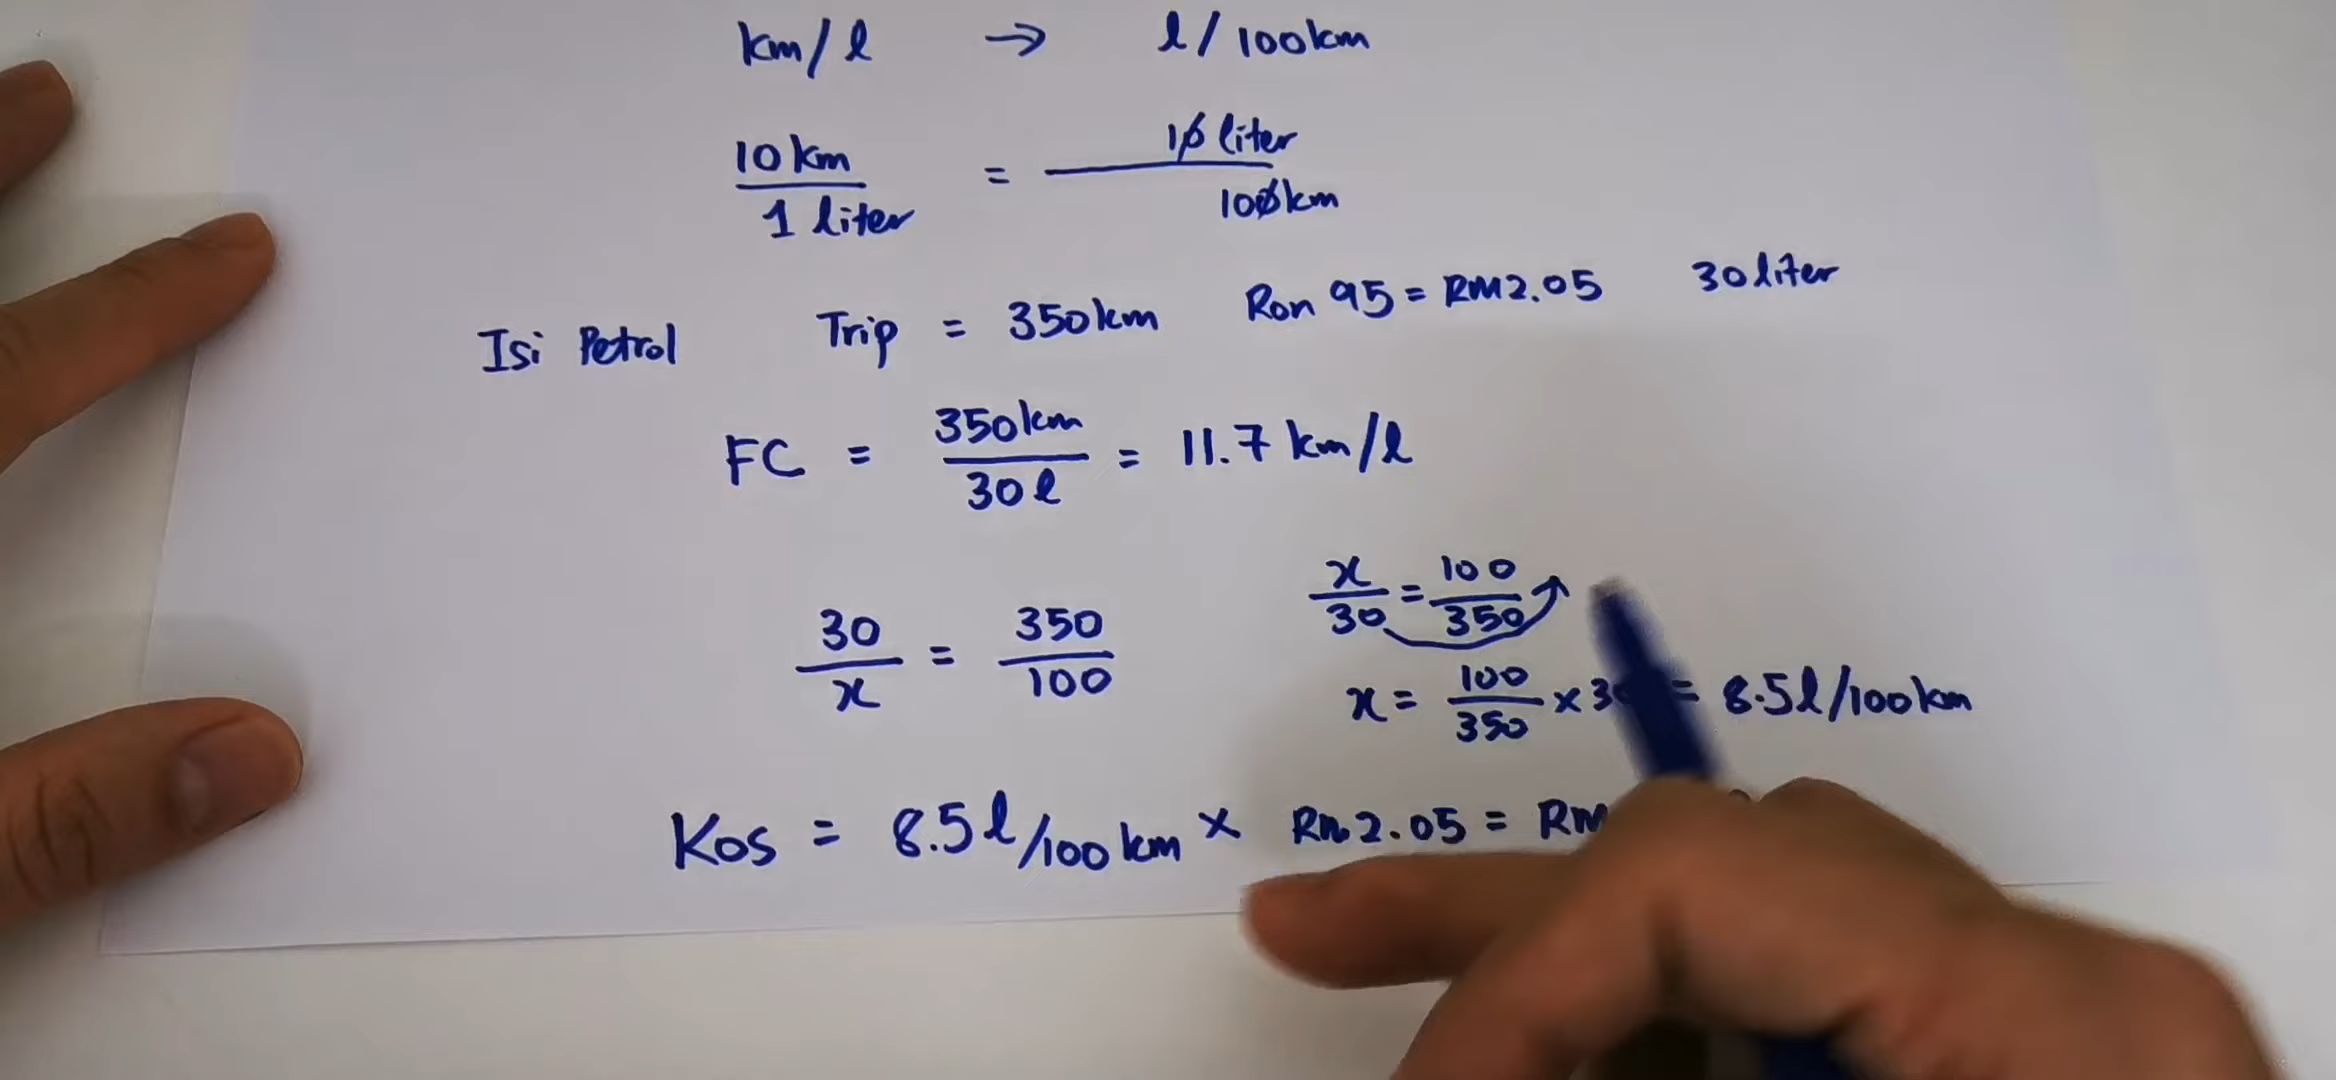 km/l → l/100km
10km / 1 liter = 10 liter / 100km
Isi Petrol Trip = 350km Ron 95 = RM2.05 30 liter
FC = 350km / 30l = 11.7 km/l
30 / x = 350 / 100
x / 30 = 100 / 350
x = 100 / 350 x = 8.5l/100km
Kos = 8.5l/100km x RM2.05 = RM